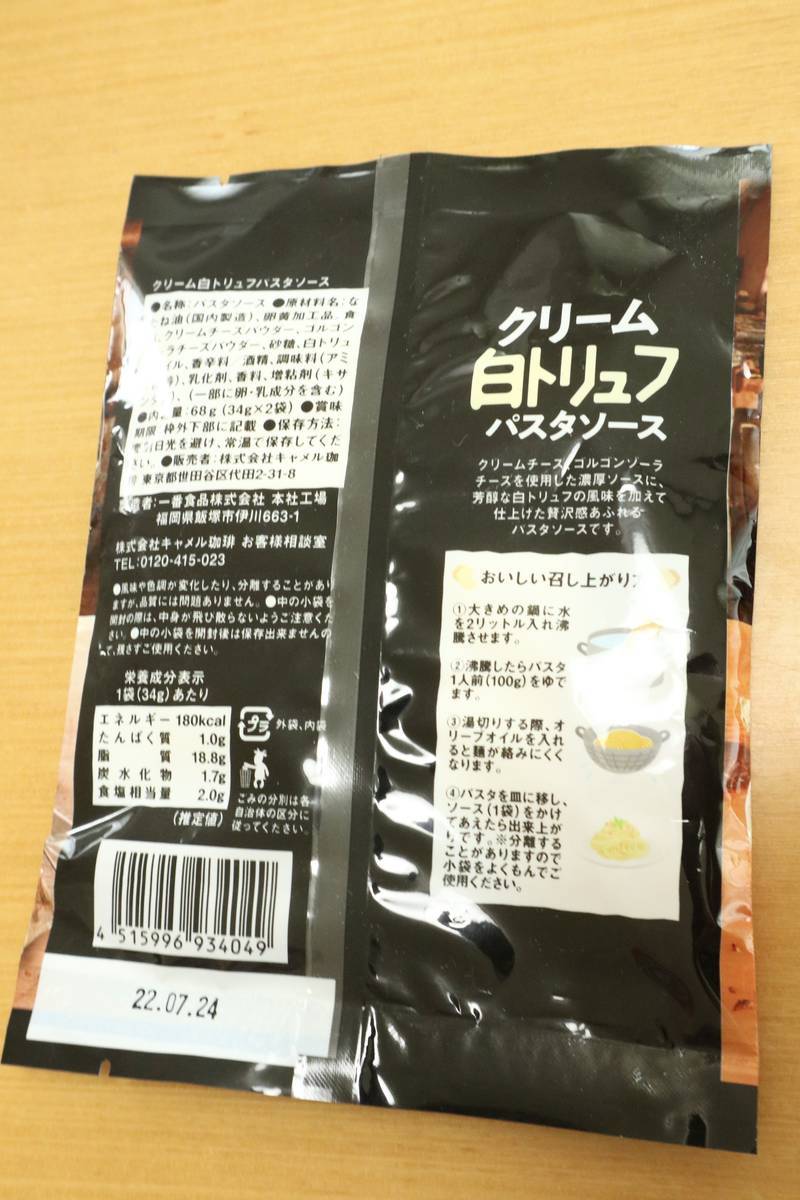 クリーム白トリュフパスタソース
●名称:パスタソース ●原材料名:な
ね油(国内製造)、卵黄加工品、食
クリームチーズパウダー、ゴルゴン
ラチーズパウダー、砂糖、白トリュ
イル、香辛料 酒精、調味料(アミ
)、乳化剤、香料、増粘剤(キサ
)、(一部に卵・乳成分を含む)
量:68g(34g×2袋) ●賞味
期限 枠外下部に記載 ●保存方法:
日光を避け、常温で保存してくだ
い。●販売者:株式会社キャメル珈
東京都世田谷区代田2-31-8
者:一番食品株式会社 本社工場
福岡県飯塚市伊川663-1
株式会社キャメル珈琲 お客様相談室
TEL:0120-415-023
●風味や色調が変化したり、分離することがあり
ますが、品質には問題ありません。●中の小袋を
開封の際は、中身が飛び散らないようご注意くだ
さい。●中の小袋を開封後は保存出来ませんの
で、残さずご使用ください。
栄養成分表示
1袋(34g)あたり
エネルギー 180kcal
たんぱく質 1.0g
脂質 18.8g
炭水化物 1.7g
食塩相当量 2.0g
(推定値)
プラ 外袋、内袋
ごみの分別は各
自治体の区分に
従ってください。
4 515996 934049
22.07.24
クリーム
白トリュフ
パスタソース
クリームチーズ、ゴルゴンゾーラ
チーズを使用した濃厚ソースに、
芳醇な白トリュフの風味を加えて
仕上げた贅沢感あふれる
パスタソースです。
おいしい召し上がり方
①大きめの鍋に水
を2リットル入れ沸
騰させます。
②沸騰したらパスタ
1人前(100g)をゆで
ます。
③湯切りする際、オ
リーブオイルを入れ
ると麺が絡みにくく
なります。
④パスタを皿に移し、
ソース(1袋)をかけ
てあえたら出来上が
りです。※分離する
ことがありますので
小袋をよくもんでご
使用ください。